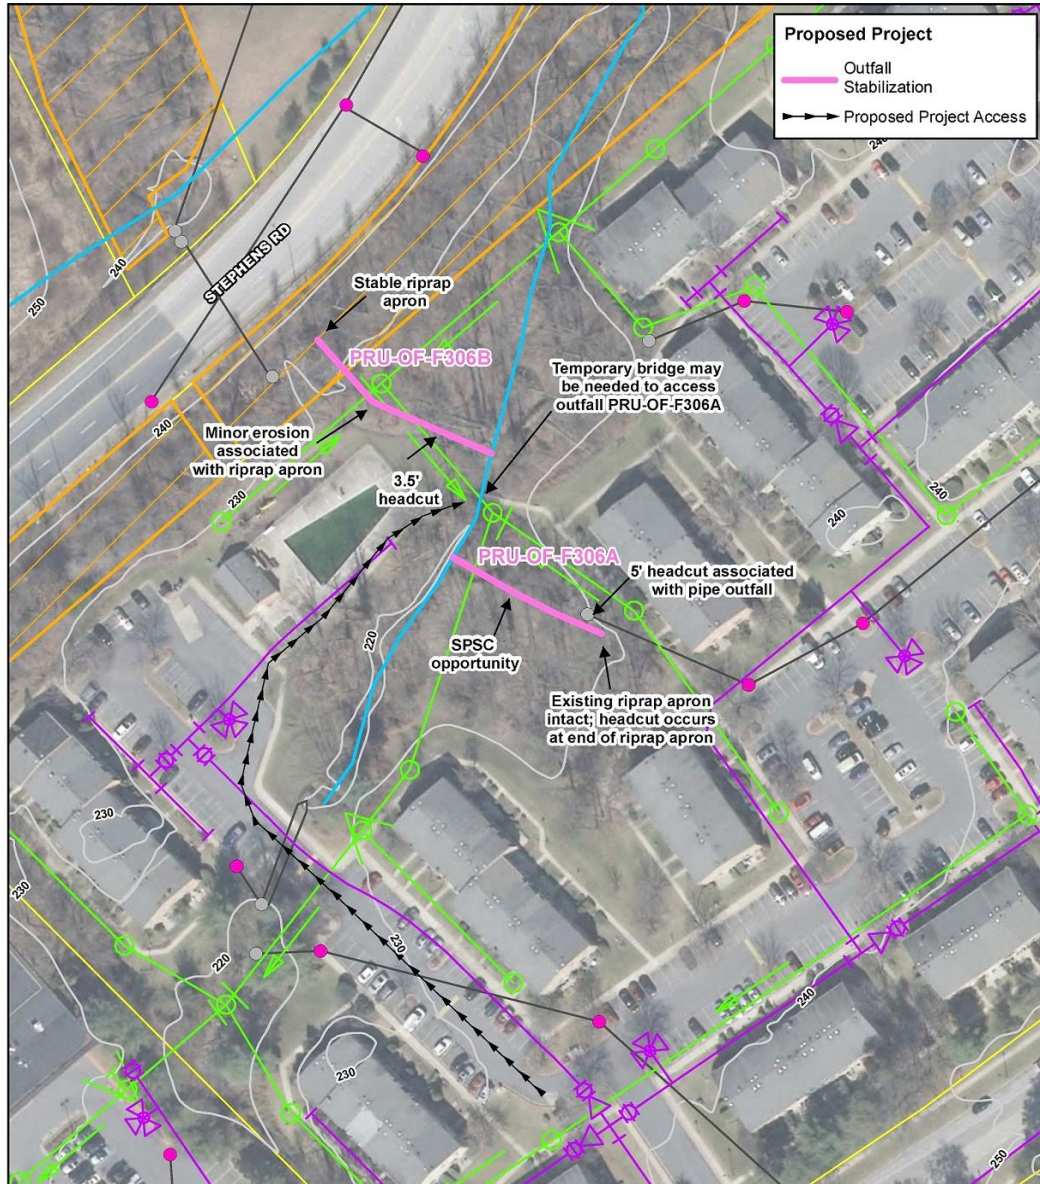 Proposed Project
Outfall
Stabilization
Proposed Project Access
240
240
250
STEPHENS RD
Stable riprap
apron
PRU-OF-F306B
Temporary bridge may
be needed to access
outfall PRU-OF-F306A
240
Minor erosion
associated
with riprap apron
3.5'
headcut
230
240
240
PRU-OF-F306A
5' headcut associated
with pipe outfall
220
SPSC
opportunity
Existing riprap apron
intact; headcut occurs
at end of riprap apron
230
230
230
220
240
230
250